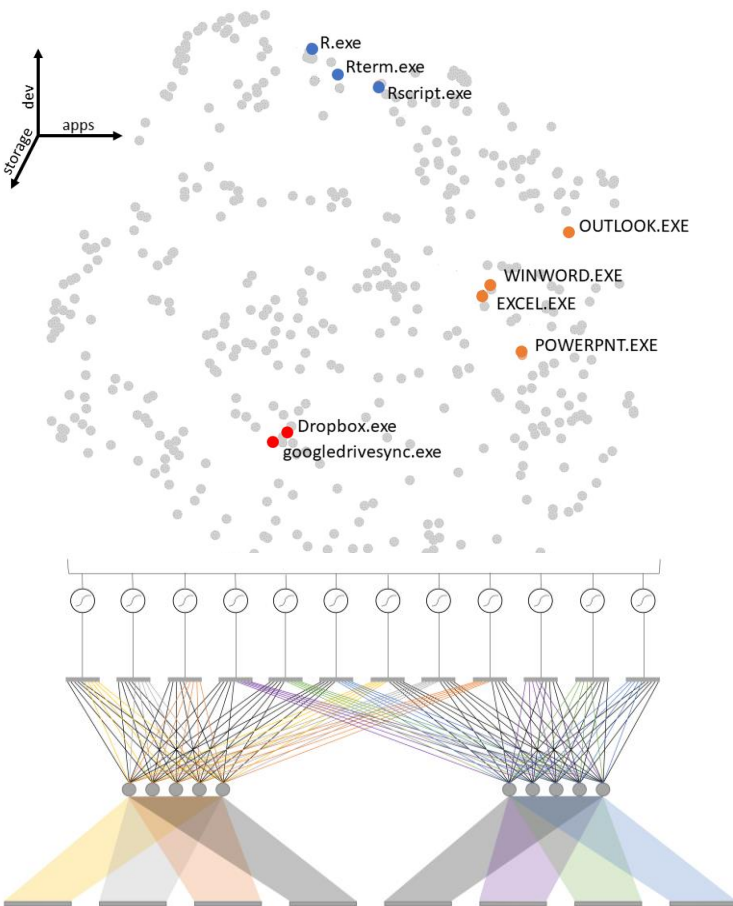 R.exe
Rterm.exe
Rscript.exe
dev
apps
storage
OUTLOOK.EXE
WINWORD.EXE
EXCEL.EXE
POWERPNT.EXE
Dropbox.exe
googledrivesync.exe